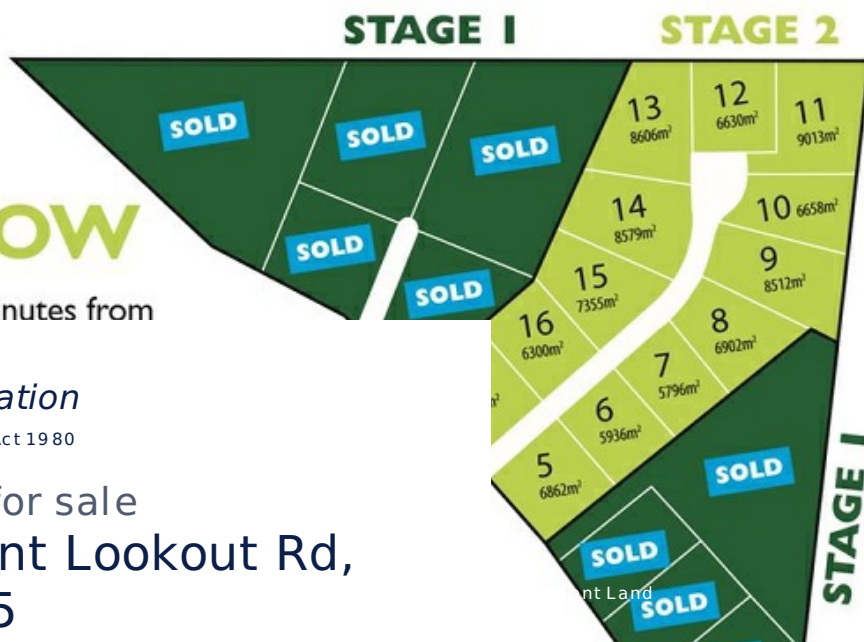 STAGE 1
STAGE 2
SOLD
SOLD
SOLD
SOLD
SOLD
13
8606m²
12
6630m²
11
9013m²
OW
nutes from
14
8579m²
10 6658m²
15
7355m²
9
8512m²
16
6300m²
8
6902m²
7
5796m²
6
5936m²
5
6862m²
ation
ct 1980
for sale
nt Lookout Rd,
5
SOLD
SOLD
SOLD
nt Land
STAGE 1